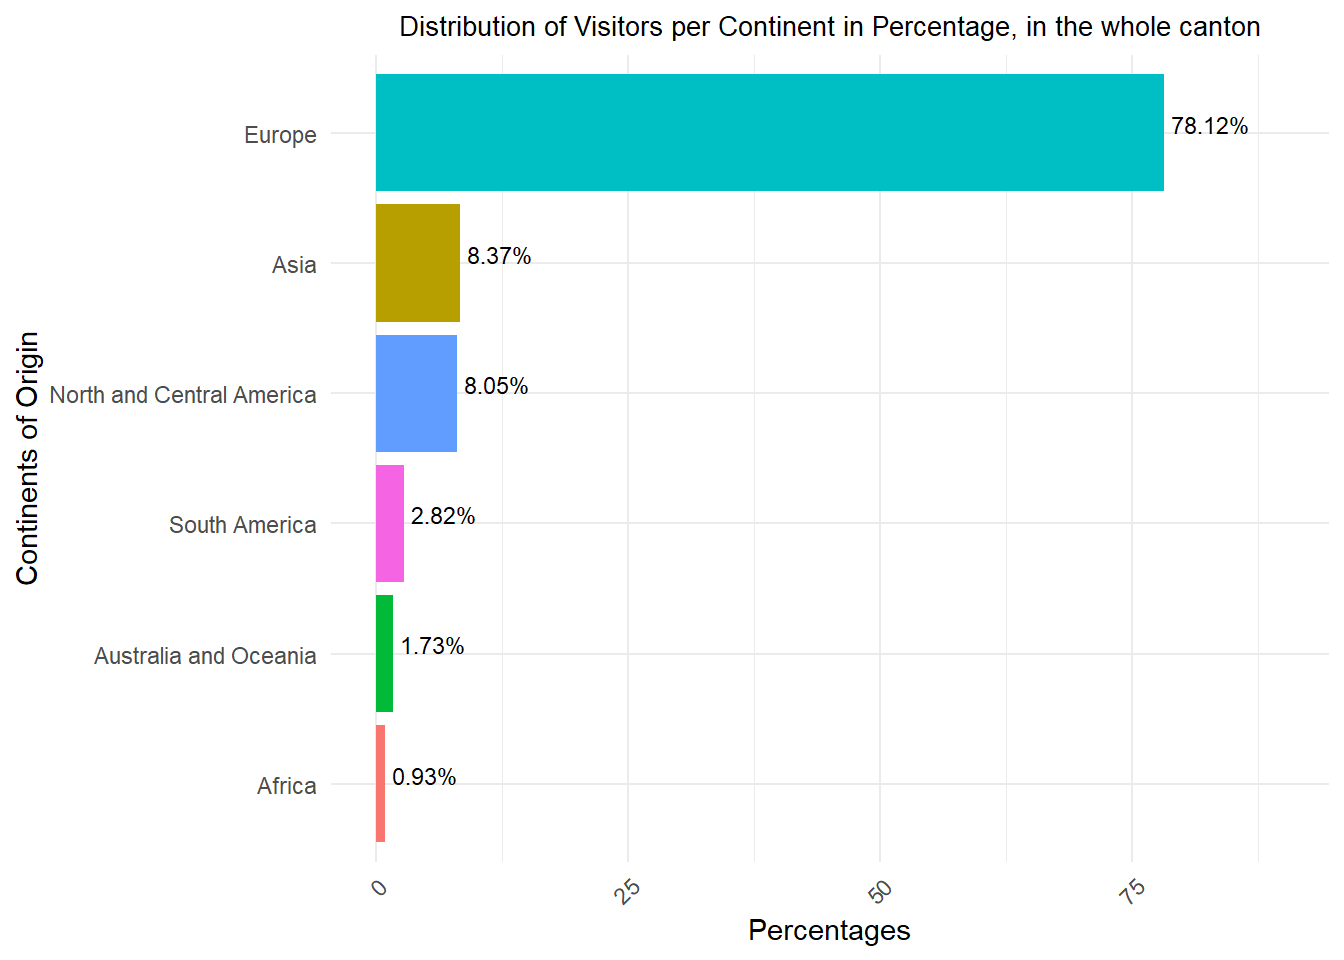 Distribution of Visitors per Continent in Percentage, in the whole canton
Continents of Origin
Europe
78.12%
Asia
8.37%
North and Central America
8.05%
South America
2.82%
Australia and Oceania
1.73%
Africa
0.93%
0
25
50
75
Percentages